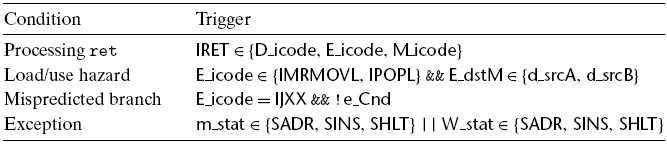 Condition Trigger
Processing ret IRET ∈ {D_icode, E_icode, M_icode}
Load/use hazard E_icode ∈ {IMRMOVL, IPOPL} && E_dstM ∈ {d_srcA, d_srcB}
Mispredicted branch E_icode = IJXX && !e_Cnd
Exception m_stat ∈ {SADR, SINS, SHLT} || W_stat ∈ {SADR, SINS, SHLT}